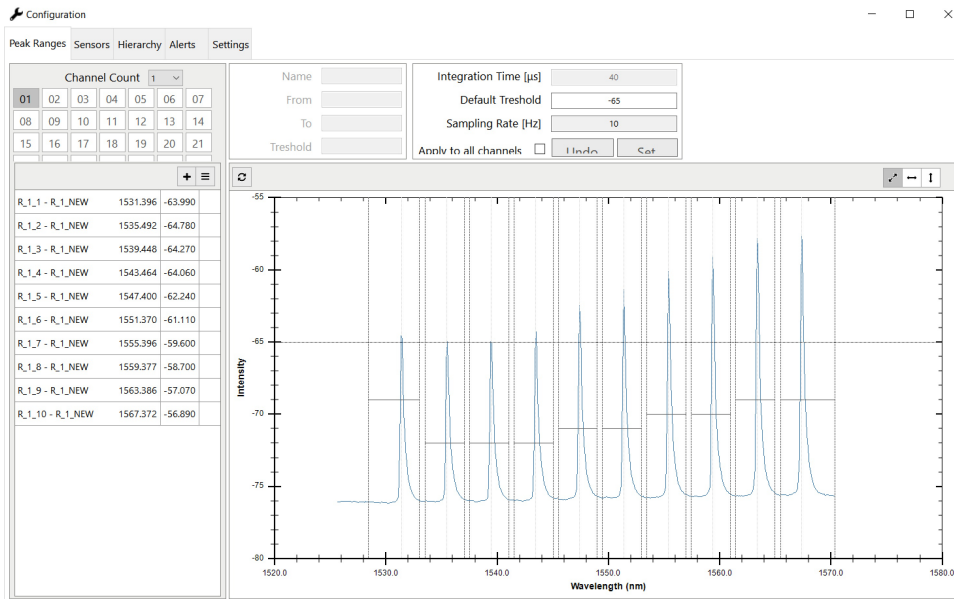 Configuration
Peak Ranges Sensors Hierarchy Alerts Settings
Channel Count 1
01 02 03 04 05 06 07
08 09 10 11 12 13 14
15 16 17 18 19 20 21
Name
From
To
Treshold
Integration Time [µs] 40
Default Treshold -65
Sampling Rate [Hz] 10
Apply to all channels Undo Set
R_1_1 - R_1_NEW 1531.396 -63.990
R_1_2 - R_1_NEW 1535.492 -64.780
R_1_3 - R_1_NEW 1539.448 -64.270
R_1_4 - R_1_NEW 1543.464 -64.060
R_1_5 - R_1_NEW 1547.400 -62.240
R_1_6 - R_1_NEW 1551.370 -61.110
R_1_7 - R_1_NEW 1555.396 -59.600
R_1_8 - R_1_NEW 1559.377 -58.700
R_1_9 - R_1_NEW 1563.386 -57.070
R_1_10 - R_1_NEW 1567.372 -56.890
-55
-60
-65
-70
-75
-80
Intensity
1520.0 1530.0 1540.0 1550.0 1560.0 1570.0 1580.0
Wavelength (nm)